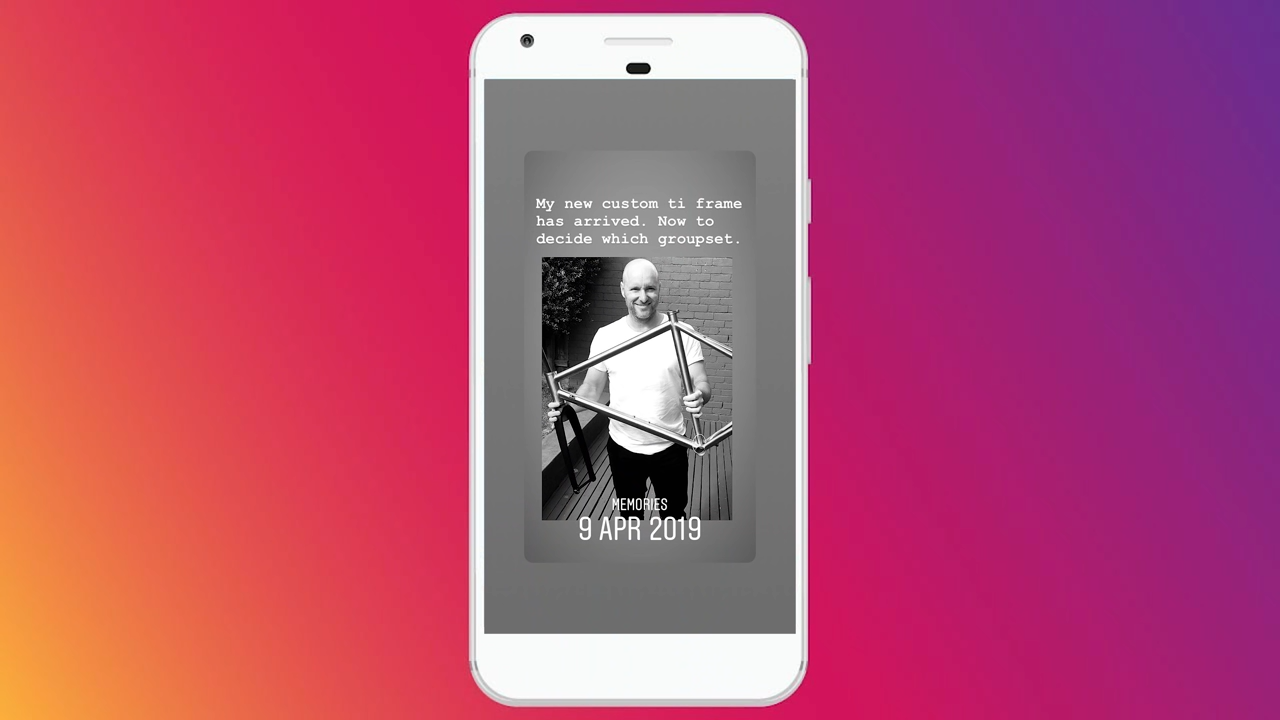 My new custom ti frame
has arrived. Now to
decide which groupset.
MEMORIES
9 APR 2019